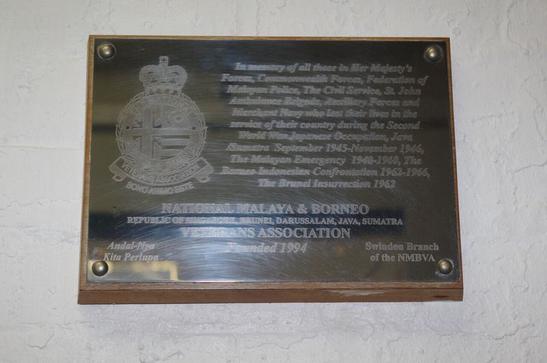 In memory of all those in Her Majesty's
Forces, Commonwealth Forces, Federation of
Malayan Police, The Civil Service, St. John
Ambulance Brigade, Auxiliary Forces and
Merchant Navy who lost their lives in the
service of their country during the Second
World War Japanese Occupation, Java
/Sumatra September 1945-November 1946,
The Malayan Emergency 1948-1960, The
Borneo Indonesian Confrontation 1962-1966,
The Brunei Insurrection 1962
BONO ANIMO ESTE
NATIONAL MALAYA & BORNEO
REPUBLIC OF SINGAPORE, BRUNEI, DARUSSALAM, JAVA, SUMATRA
VETERANS ASSOCIATION
Founded 1994
Andai-Nya
Kita Perlupa
Swindon Branch
of the NMBVA